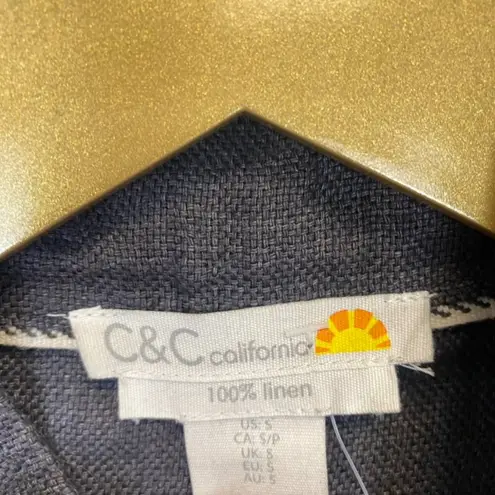 C&C california
100% linen
US: S
CA: S/P
UK: S
EU: S
AU: S